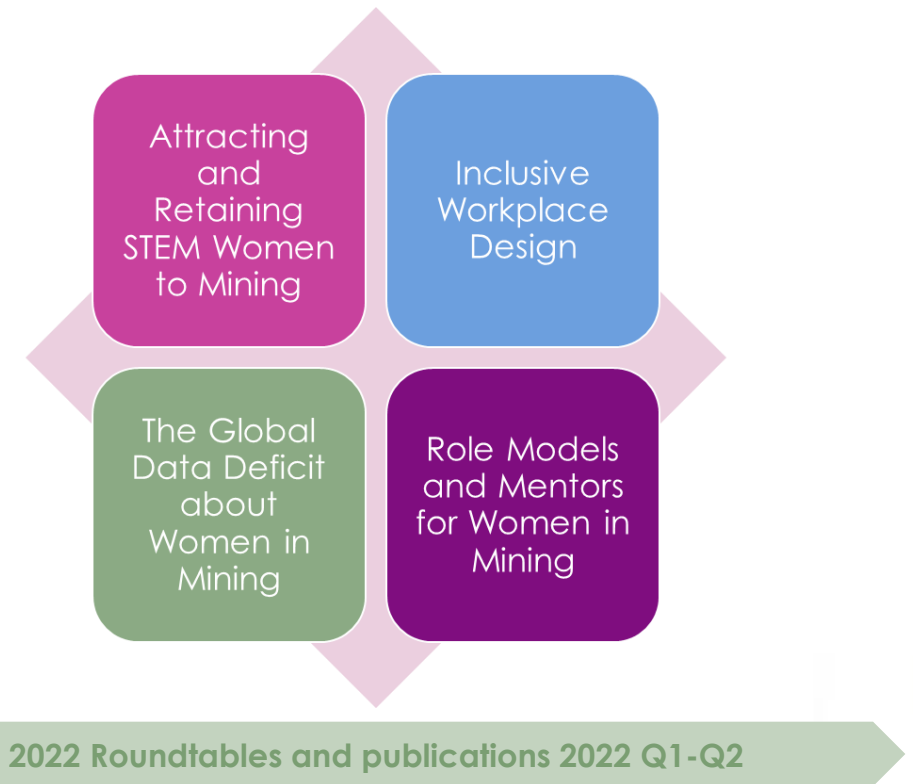 Attracting
and
Retaining
STEM Women
to Mining
Inclusive
Workplace
Design
The Global
Data Deficit
about
Women in
Mining
Role Models
and Mentors
for Women in
Mining
2022 Roundtables and publications 2022 Q1-Q2